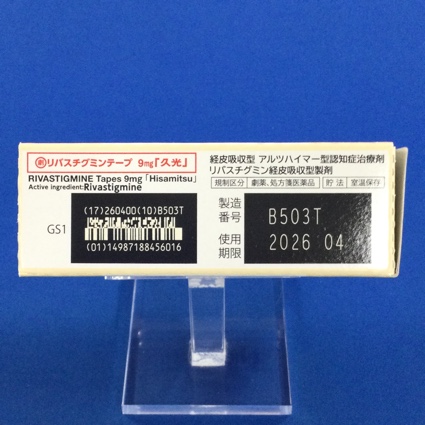 劇 リバスチグミンテープ 9mg「久光」
RIVASTIGMINE Tapes 9mg「Hisamitsu」
Active ingredient:Rivastigmine
GS1
(17)260400(10)B503T
(01)14987188456016
経皮吸収型 アルツハイマー型認知症治療剤
リバスチグミン経皮吸収型製剤
規制区分 劇薬、処方箋医薬品 貯法 室温保存
製造番号 B503T
使用期限 2026 04